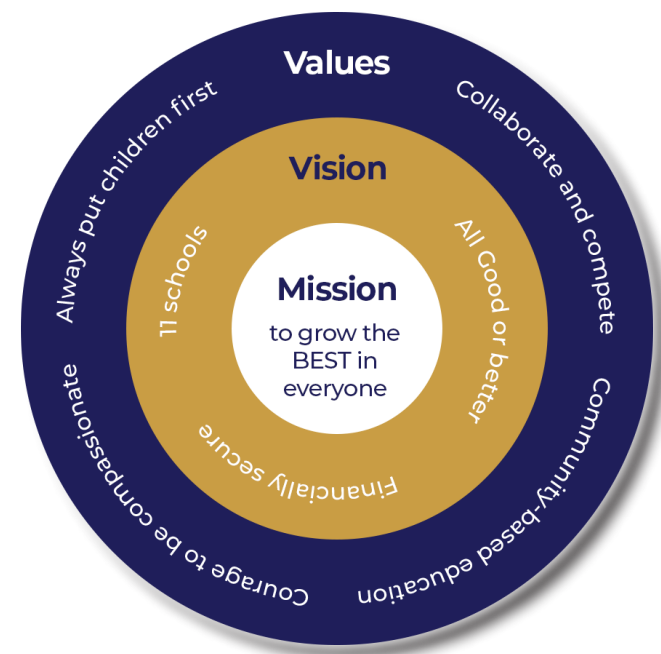 Values
Always put children first
Collaborate and compete
Community-based education
Courage to be compassionate
Vision
11 schools
All Good or better
Financially secure
Mission
to grow the
BEST in
everyone